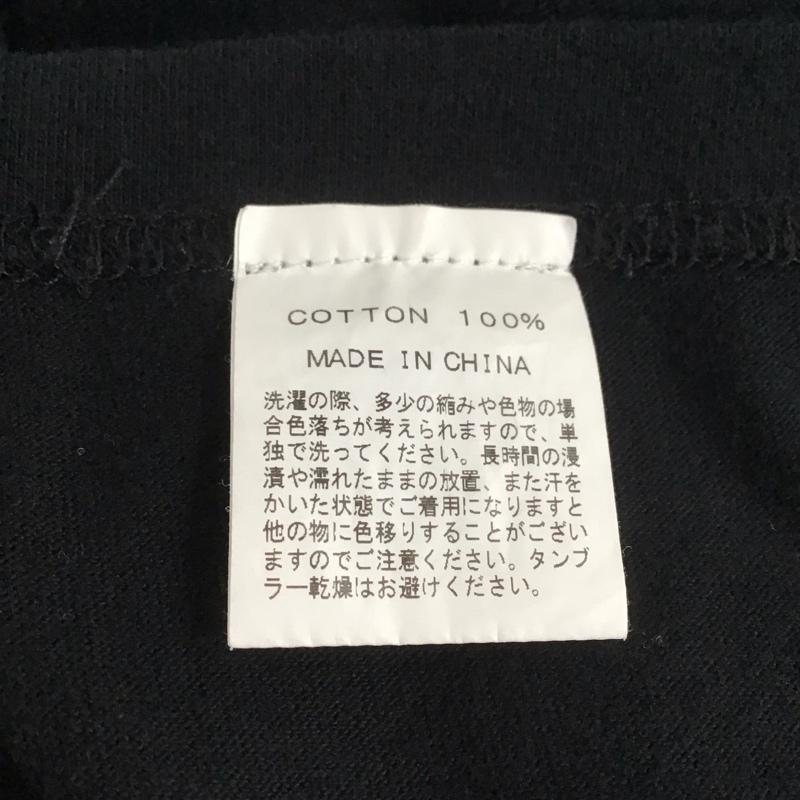 COTTON 100%
MADE IN CHINA
洗濯の際、多少の縮みや色物の場
合色落ちが考えられますので、単
独で洗ってください。長時間の浸
漬や濡れたままの放置、また汗を
かいた状態でご着用になりますと
他の物に色移りすることがござい
ますのでご注意ください。タンブ
ラー乾燥はお避けください。